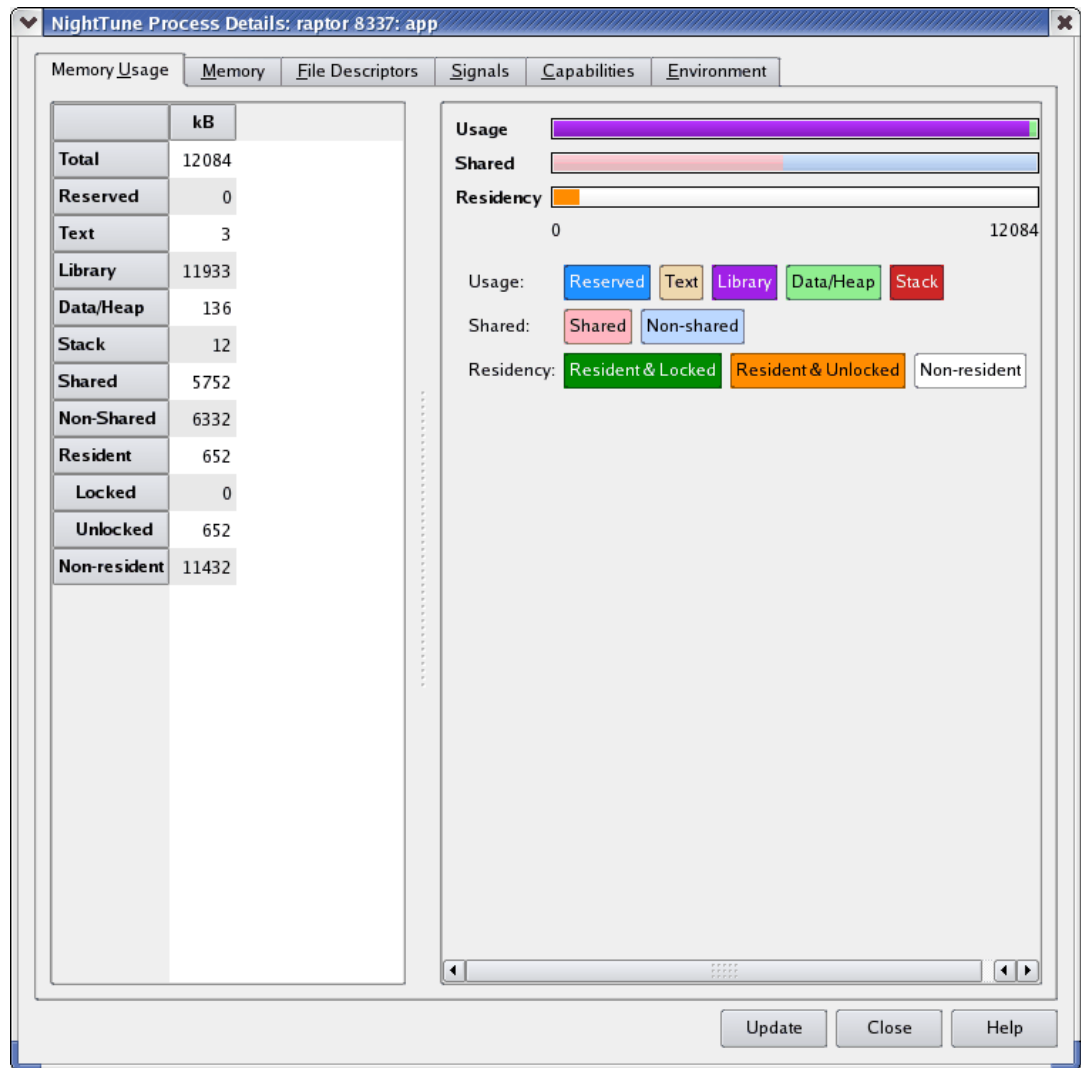 NightTune Process Details: raptor 8337: app
Memory Usage Memory File Descriptors Signals Capabilities Environment
kB
Total 12084
Reserved 0
Text 3
Library 11933
Data/Heap 136
Stack 12
Shared 5752
Non-Shared 6332
Resident 652
Locked 0
Unlocked 652
Non-resident 11432
Usage
Shared
Residency
0 12084
Usage: Reserved Text Library Data/Heap Stack
Shared: Shared Non-shared
Residency: Resident & Locked Resident & Unlocked Non-resident
Update Close Help